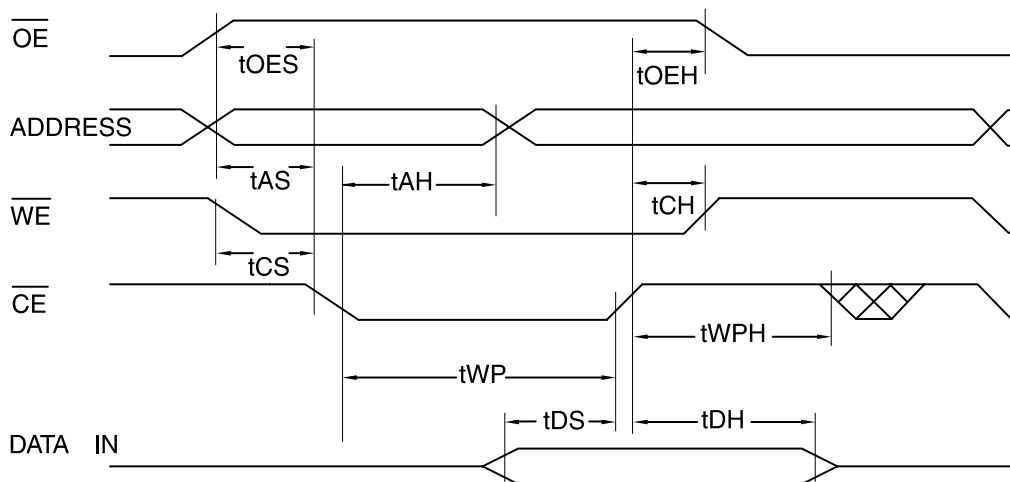 OE
tOES
tOEH
ADDRESS
tAS
tAH
WE
tCH
tCS
CE
tWPH
tWP
tDS
tDH
DATA IN